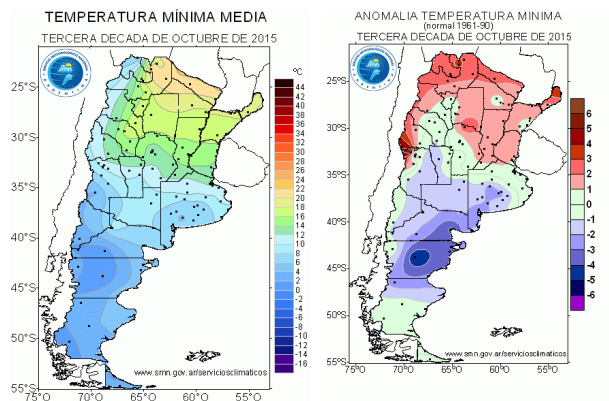 TEMPERATURA MÍNIMA MEDIA
TERCERA DECADA DE OCTUBRE DE 2015
25°S
30°S
35°S
40°S
45°S
50°S
55°S
75°O
70°O
65°O
60°O
55°O
ºC
44
42
40
38
36
34
32
30
28
26
24
22
20
18
16
14
12
10
8
6
4
2
0
-2
-4
-6
-8
-10
-12
-14
-16
www.smn.gov.ar/serviciosclimaticos
ANOMALIA TEMPERATURA MINIMA
(normal 1961-90)
TERCERA DECADA DE OCTUBRE DE 2015
25°S
30°S
35°S
40°S
45°S
50°S
55°S
75°O
70°O
65°O
60°O
55°O
6
5
4
3
2
1
0
-1
-2
-3
-4
-5
-6
www.smn.gov.ar/serviciosclimaticos